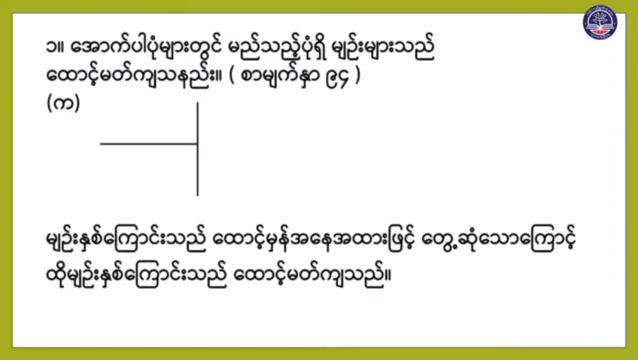 ၁။ အောက်ပါပုံများတွင် မည်သည့်ပုံရှိ မျဉ်းများသည်
ထောင့်မတ်ကျသနည်း။ ( စာမျက်နှာ ၉၄ )
(က)
မျဉ်းနှစ်ကြောင်းသည် ထောင့်မှန်အနေအထားဖြင့် တွေ့ဆုံသောကြောင့်
ထိုမျဉ်းနှစ်ကြောင်းသည် ထောင့်မတ်ကျသည်။